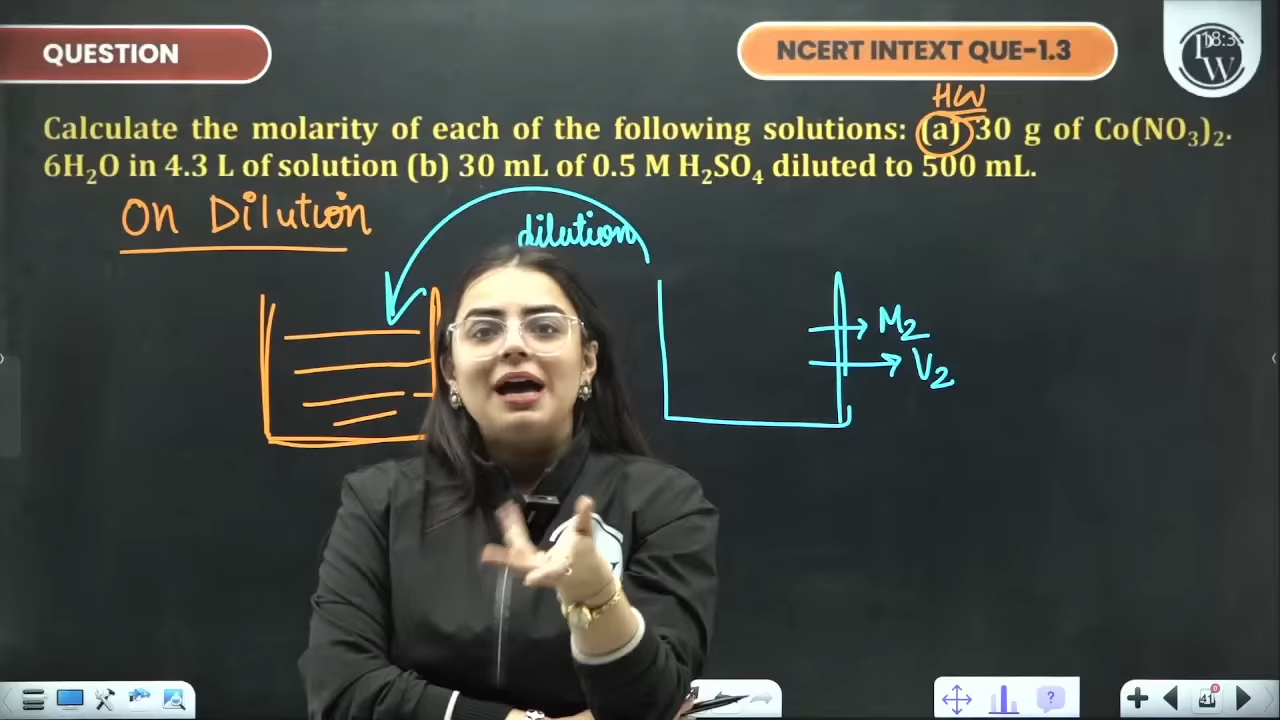 QUESTION
NCERT INTEXT QUE-1.3
HW
Calculate the molarity of each of the following solutions: (a) 30 g of Co(NO₃)₂.
6H₂O in 4.3 L of solution (b) 30 mL of 0.5 M H₂SO₄ diluted to 500 mL.
On Dilution
dilution
M₂
V₂
W
41